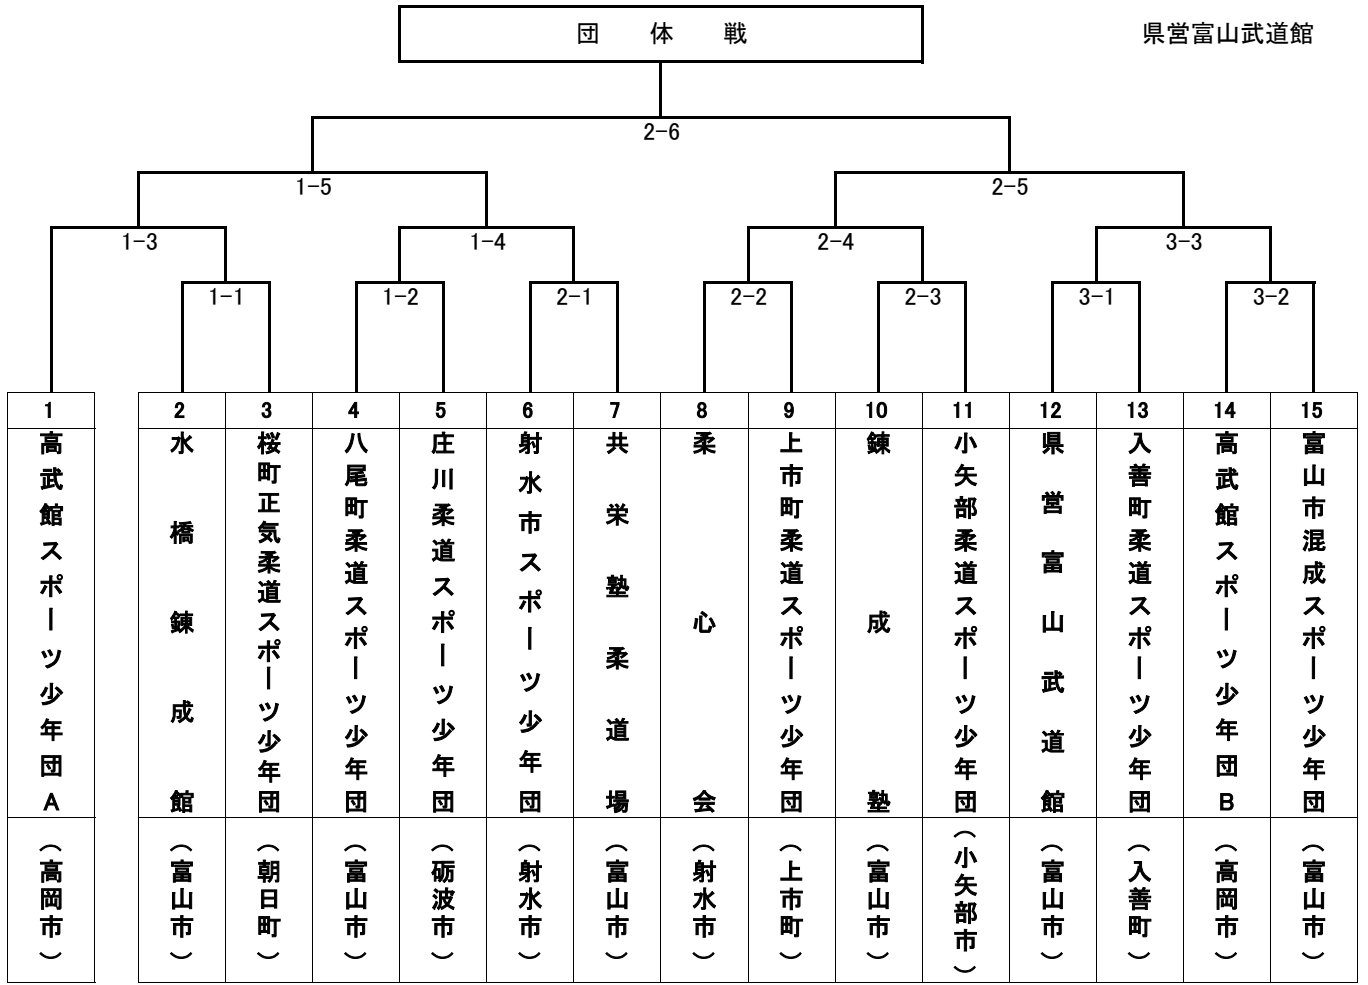 団 体 戦
県営富山武道館
2-6
1-5
2-5
1-3
1-4
2-4
3-3
1-1
1-2
2-1
2-2
2-3
3-1
3-2
1
高武館スポーツ少年団A
（高岡市）
2
水橋錬成館
（富山市）
3
桜町正気柔道スポーツ少年団
（朝日町）
4
八尾町柔道スポーツ少年団
（富山市）
5
庄川柔道スポーツ少年団
（砺波市）
6
射水市スポーツ少年団
（射水市）
7
共栄塾柔道場
（富山市）
8
柔心会
（射水市）
9
上市町柔道スポーツ少年団
（上市町）
10
錬成塾
（富山市）
11
小矢部柔道スポーツ少年団
（小矢部市）
12
県営富山武道館
（富山市）
13
入善町柔道スポーツ少年団
（入善町）
14
高武館スポーツ少年団B
（高岡市）
15
富山市混成スポーツ少年団
（富山市）